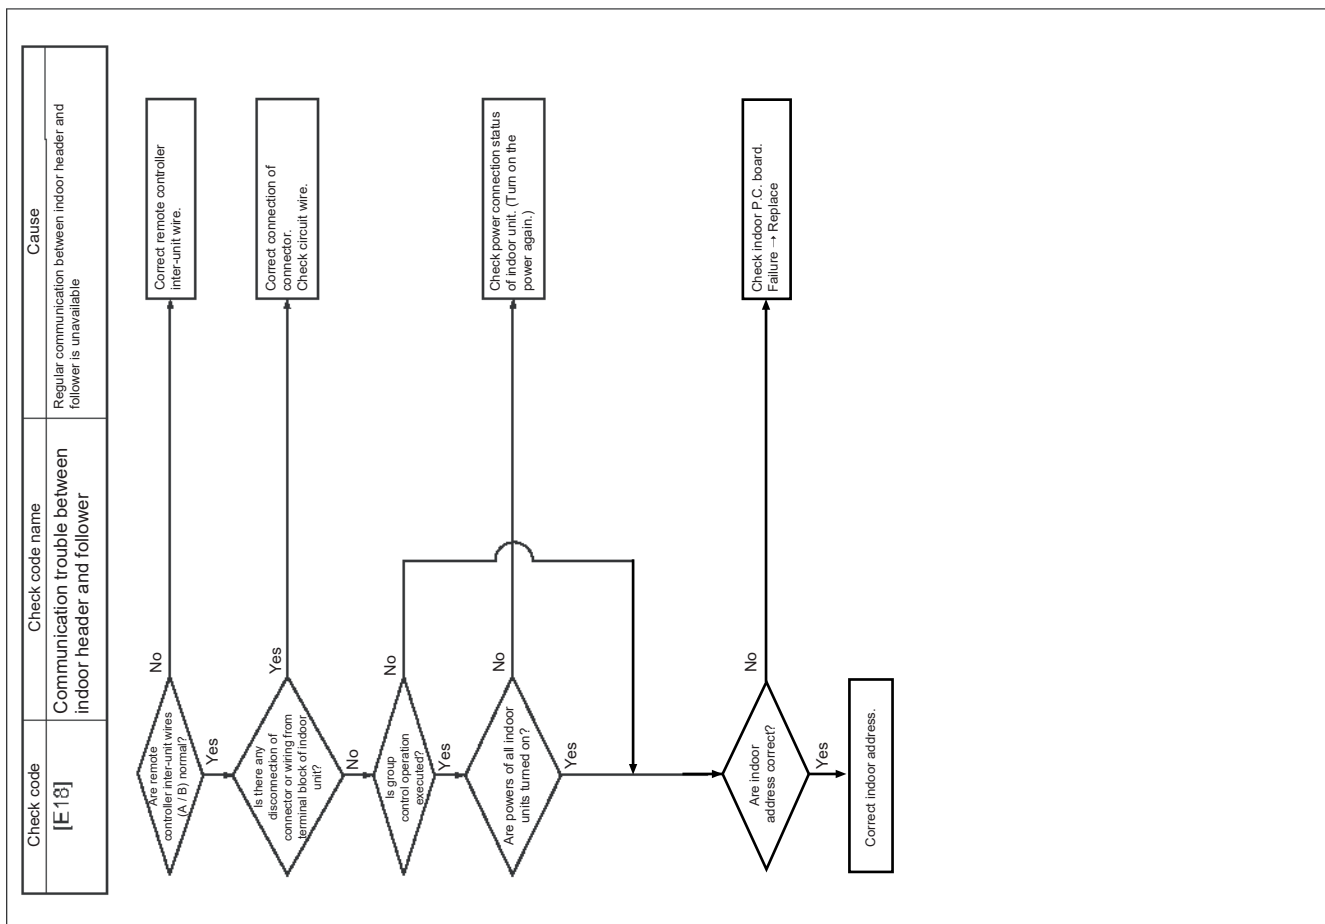 Check code
Check code name
Cause
[E18]
Communication trouble between
indoor header and follower
Regular communication between indoor header and
follower is unavailable
Are remote
controller inter-unit wires
(A / B) normal?
No
Correct remote controller
inter-unit wire.
Yes
Is there any
disconnection of
connector or wiring from
terminal block of indoor
unit?
Yes
Correct connection of
connector.
Check circuit wire.
No
Is group
control operation
executed?
No
Yes
Are powers of all indoor
units turned on?
No
Check power connection status
of indoor unit. (Turn on the
power again.)
Yes
Are indoor
address correct?
No
Check indoor P.C. board.
Failure → Replace
Yes
Correct indoor address.